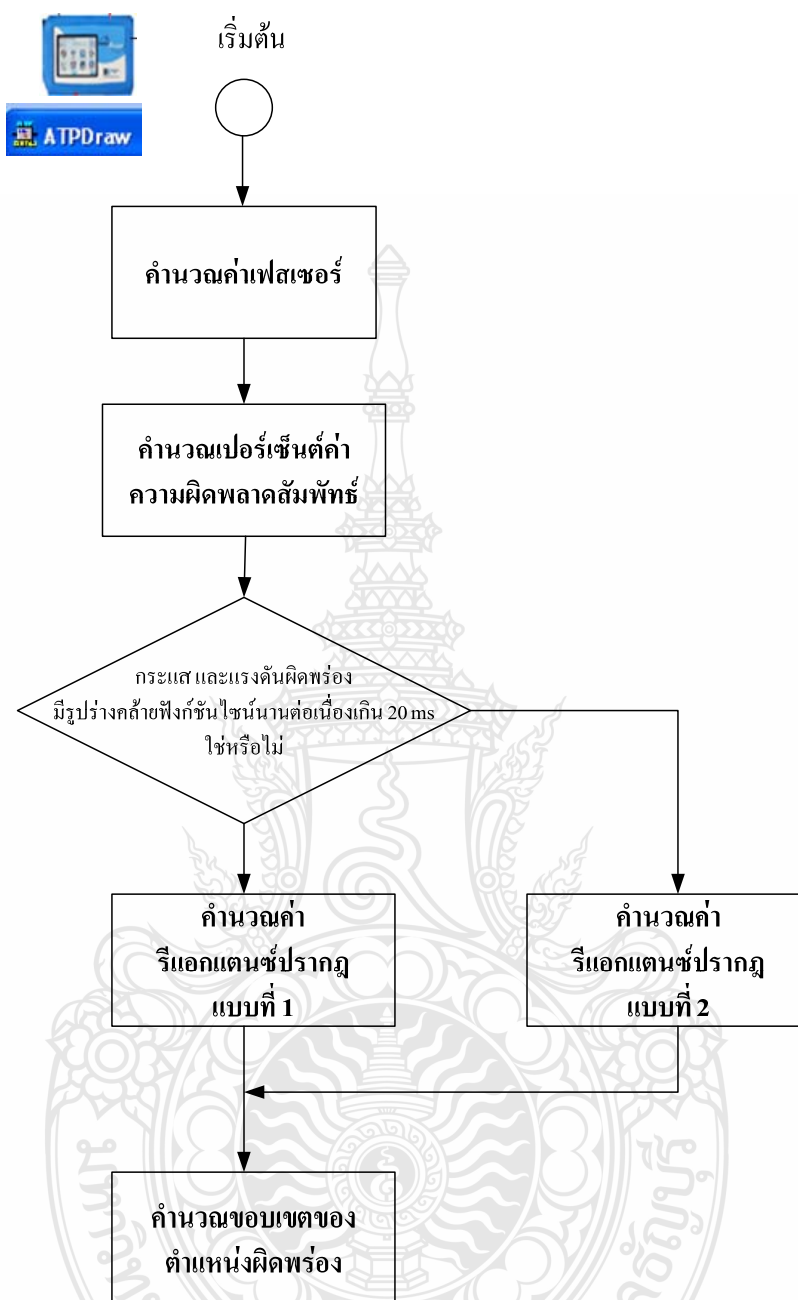 เริ่มต้น
ATPDraw
คำนวณค่าเฟสเซอร์
คำนวณเปอร์เซ็นต์ค่า
ความผิดพลาดสัมพัทธ์
กระแส และแรงดันผิดพร่อง
มีรูปร่างคล้ายฟังก์ชันไซน์นานต่อเนื่องเกิน 20 ms
ใช่หรือไม่
คำนวณค่า
รีแอกแตนซ์ปรากฎ
แบบที่ 1
คำนวณค่า
รีแอกแตนซ์ปรากฎ
แบบที่ 2
คำนวณขอบเขตของ
ตำแหน่งผิดพร่อง